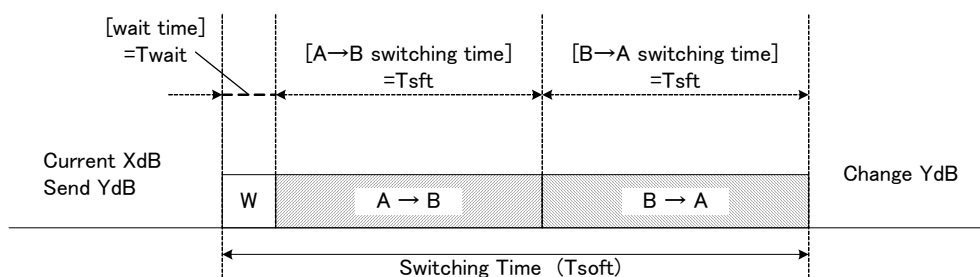 [wait time]
=Twait
[A→B switching time]
=Tsft
[B→A switching time]
=Tsft
Current XdB
Send YdB
Change YdB
W
A → B
B → A
Switching Time (Tsoft)